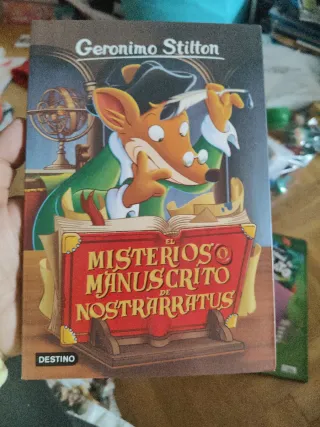 Geronimo Stilton
EL
MISTERIOSO
MANUSCRITO
DE
NOSTRARRATUS
DESTINO